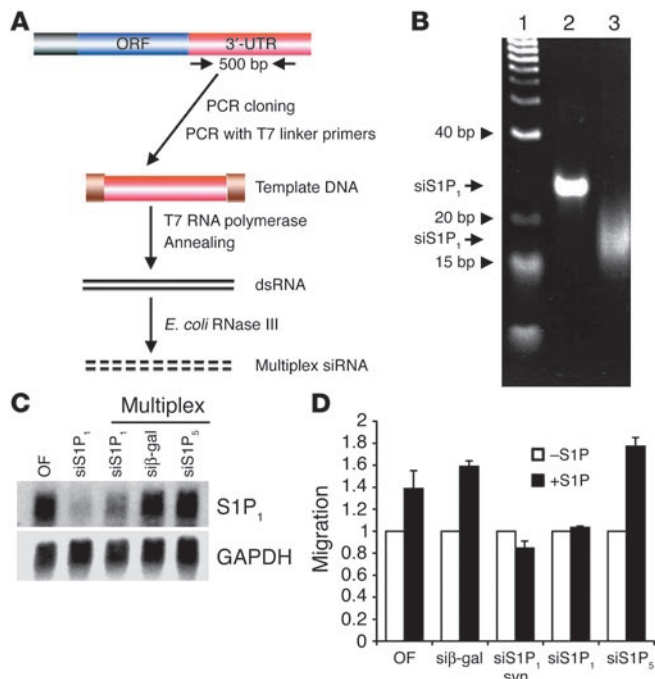 A
ORF
3′-UTR
500 bp
PCR cloning
PCR with T7 linker primers
Template DNA
T7 RNA polymerase
Annealing
dsRNA
E. coli RNase III
Multiplex siRNA
B
1 2 3
40 bp
siS1P₁
20 bp
siS1P₁
15 bp
C
Multiplex
OF siS1P₁ siS1P₁ siβ-gal siS1P₅
S1P₁
GAPDH
D
Migration
2
1.8
1.6
1.4
1.2
1
0.8
0.6
0.4
0.2
0
–S1P
+S1P
OF siβ-gal siS1P₁ siS1P₁ siS1P₅
syn